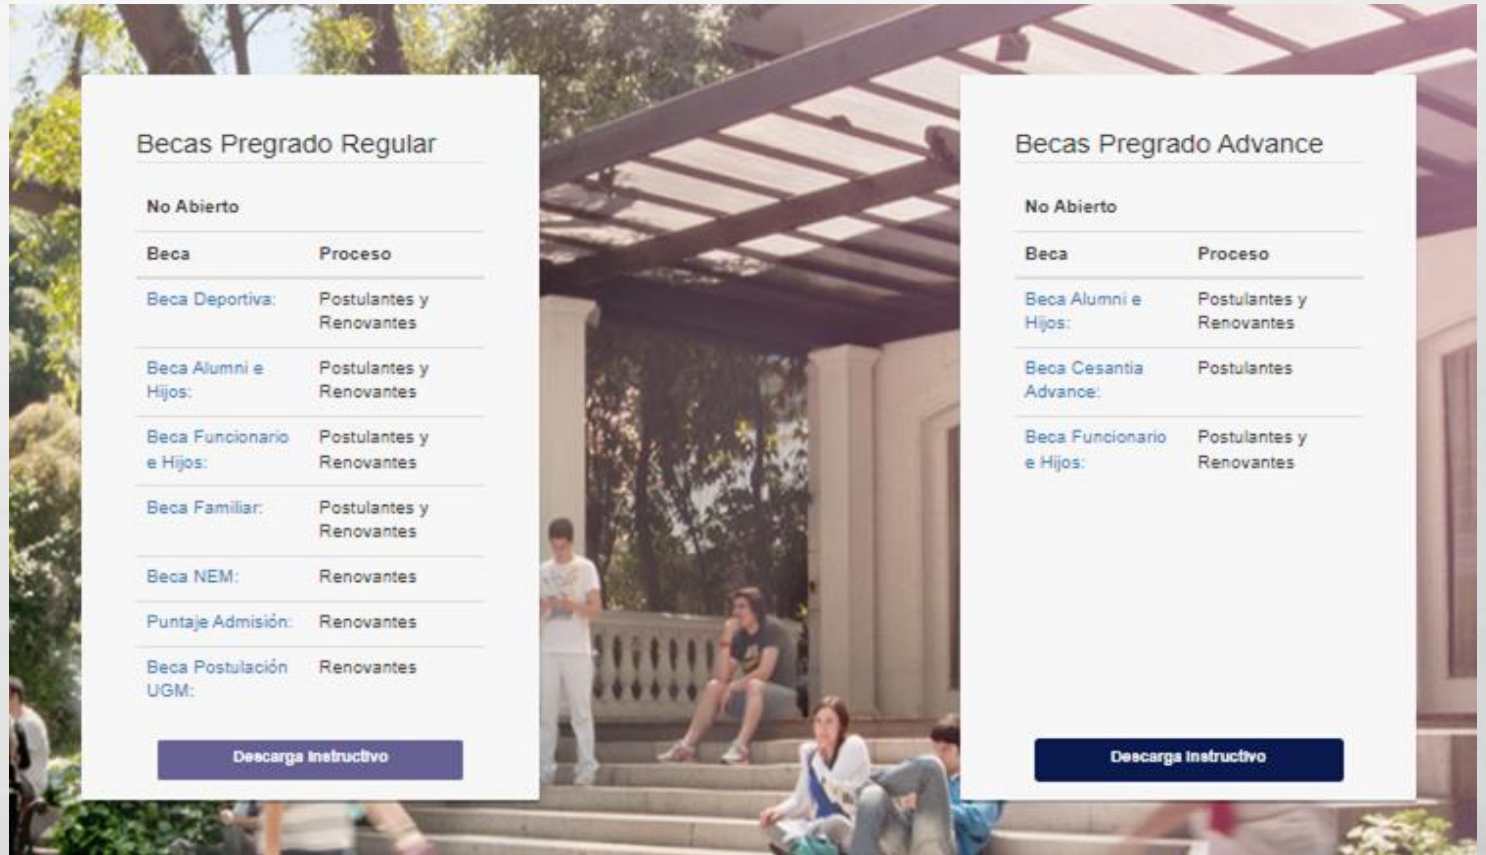 Becas Pregrado Regular
No Abierto
Beca Proceso
Beca Deportiva: Postulantes y
Renovantes
Beca Alumni e Postulantes y
Hijos: Renovantes
Beca Funcionario Postulantes y
e Hijos: Renovantes
Beca Familiar: Postulantes y
Renovantes
Beca NEM: Renovantes
Puntaje Admisión: Renovantes
Beca Postulación Renovantes
UGM:
Descarga Instructivo
Becas Pregrado Advance
No Abierto
Beca Proceso
Beca Alumni e Postulantes y
Hijos: Renovantes
Beca Cesantia Postulantes
Advance:
Beca Funcionario Postulantes y
e Hijos: Renovantes
Descarga Instructivo